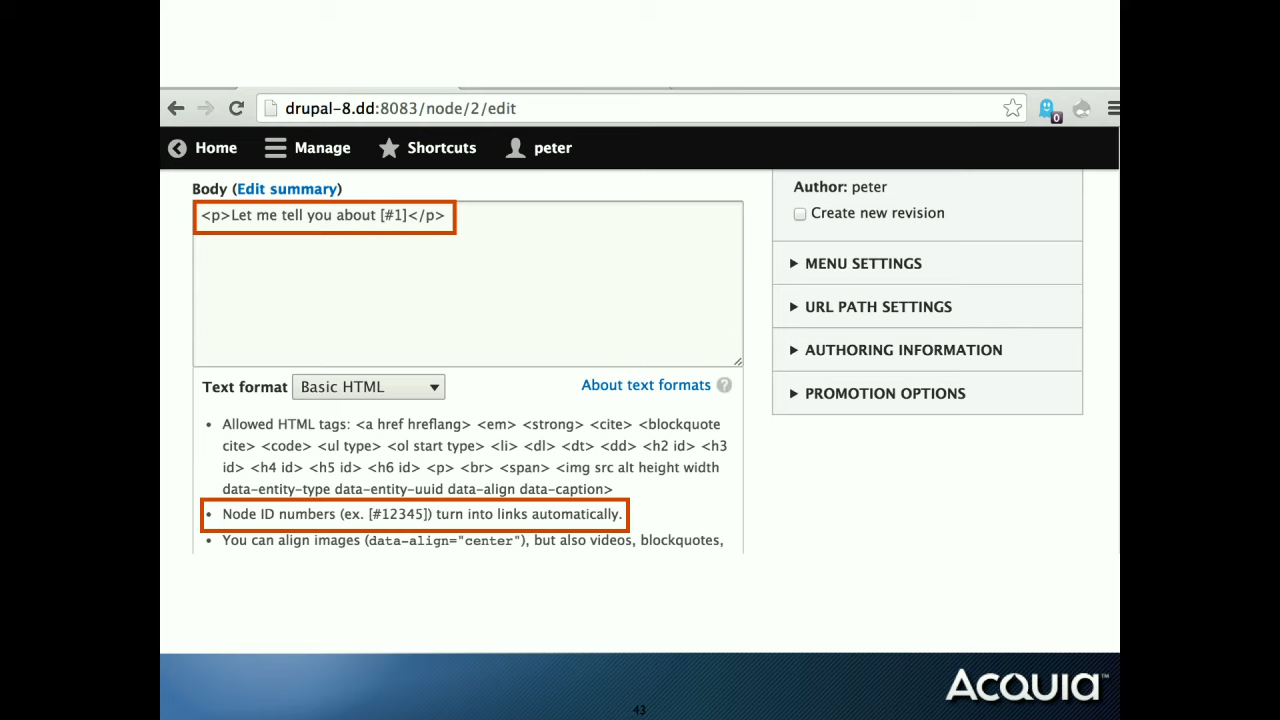 drupal-8.dd:8083/node/2/edit
0
Home Manage Shortcuts peter
Body (Edit summary)
<p>Let me tell you about [#1]</p>
Text format Basic HTML About text formats ?
• Allowed HTML tags: <a href hreflang> <em> <strong> <cite> <blockquote
cite> <code> <ul type> <ol start type> <li> <dl> <dt> <dd> <h2 id> <h3
id> <h4 id> <h5 id> <h6 id> <p> <br> <span> <img src alt height width
data-entity-type data-entity-uuid data-align data-caption>
• Node ID numbers (ex. [#12345]) turn into links automatically.
• You can align images (data-align="center"), but also videos, blockquotes,
Author: peter
Create new revision
MENU SETTINGS
URL PATH SETTINGS
AUTHORING INFORMATION
PROMOTION OPTIONS
ACQUIA™
43